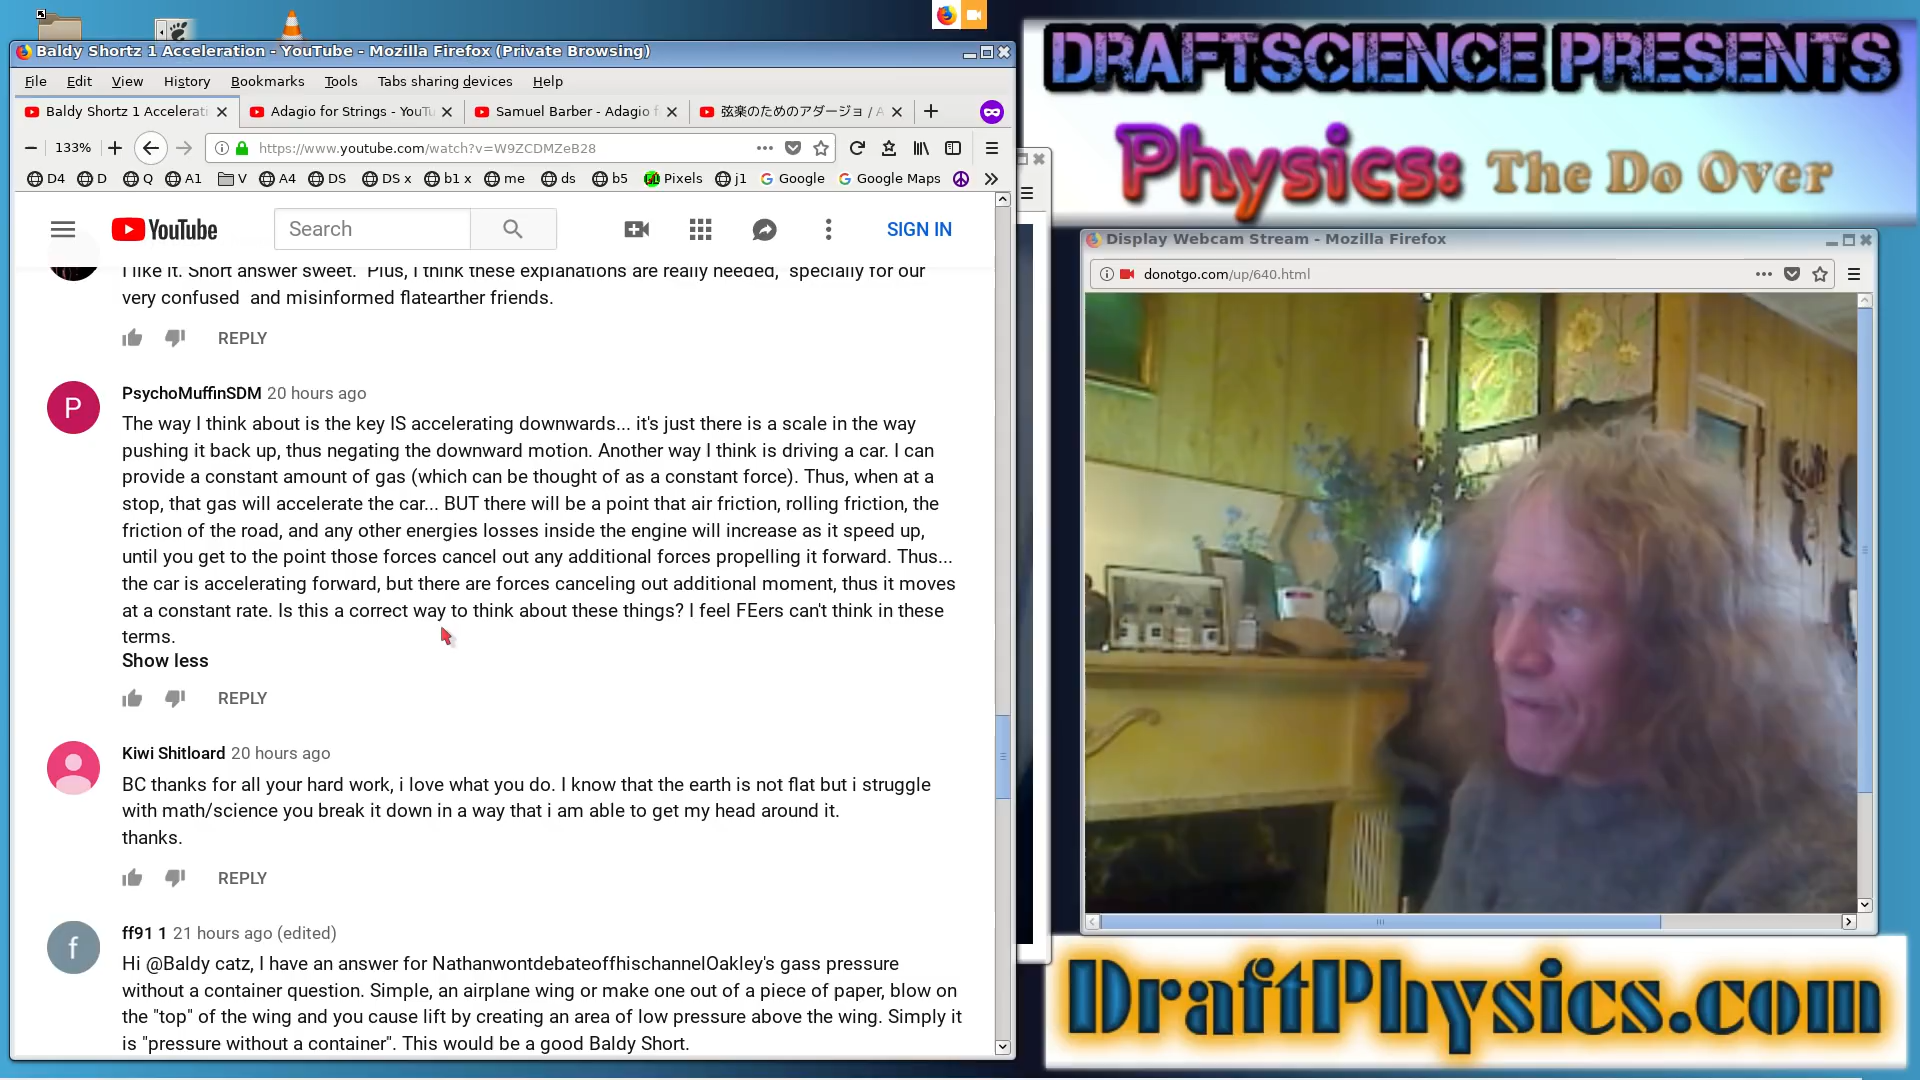 Baldy Shortz 1 Acceleration - YouTube - Mozilla Firefox (Private Browsing)
File Edit View History Bookmarks Tools Tabs sharing devices Help
Baldy Shortz 1 Accelerati
Adagio for Strings - YouTu
Samuel Barber - Adagio f
弦楽のためのアダージョ / A
133%
https://www.youtube.com/watch?v=W9ZCDMZeB28
D4 D Q A1 V A4 DS DS x b1 x me ds b5 Pixels j1 Google Google Maps
YouTube
Search
SIGN IN
I like it. Short answer sweet. Plus, I think these explanations are really needed, specially for our
very confused and misinformed flatearther friends.
REPLY
P
PsychoMuffinSDM 20 hours ago
The way I think about is the key IS accelerating downwards... it's just there is a scale in the way
pushing it back up, thus negating the downward motion. Another way I think is driving a car. I can
provide a constant amount of gas (which can be thought of as a constant force). Thus, when at a
stop, that gas will accelerate the car... BUT there will be a point that air friction, rolling friction, the
friction of the road, and any other energies losses inside the engine will increase as it speed up,
until you get to the point those forces cancel out any additional forces propelling it forward. Thus...
the car is accelerating forward, but there are forces canceling out additional moment, thus it moves
at a constant rate. Is this a correct way to think about these things? I feel FEers can't think in these
terms.
Show less
REPLY
Kiwi Shitloard 20 hours ago
BC thanks for all your hard work, i love what you do. I know that the earth is not flat but i struggle
with math/science you break it down in a way that i am able to get my head around it.
thanks.
REPLY
f
ff91 1 21 hours ago (edited)
Hi @Baldy catz, I have an answer for NathanwontdebateoffhischannelOakley's gass pressure
without a container question. Simple, an airplane wing or make one out of a piece of paper, blow on
the "top" of the wing and you cause lift by creating an area of low pressure above the wing. Simply it
is "pressure without a container". This would be a good Baldy Short.
DRAFTSCIENCE PRESENTS
Physics: The Do Over
Display Webcam Stream - Mozilla Firefox
donotgo.com/up/640.html
DraftPhysics.com